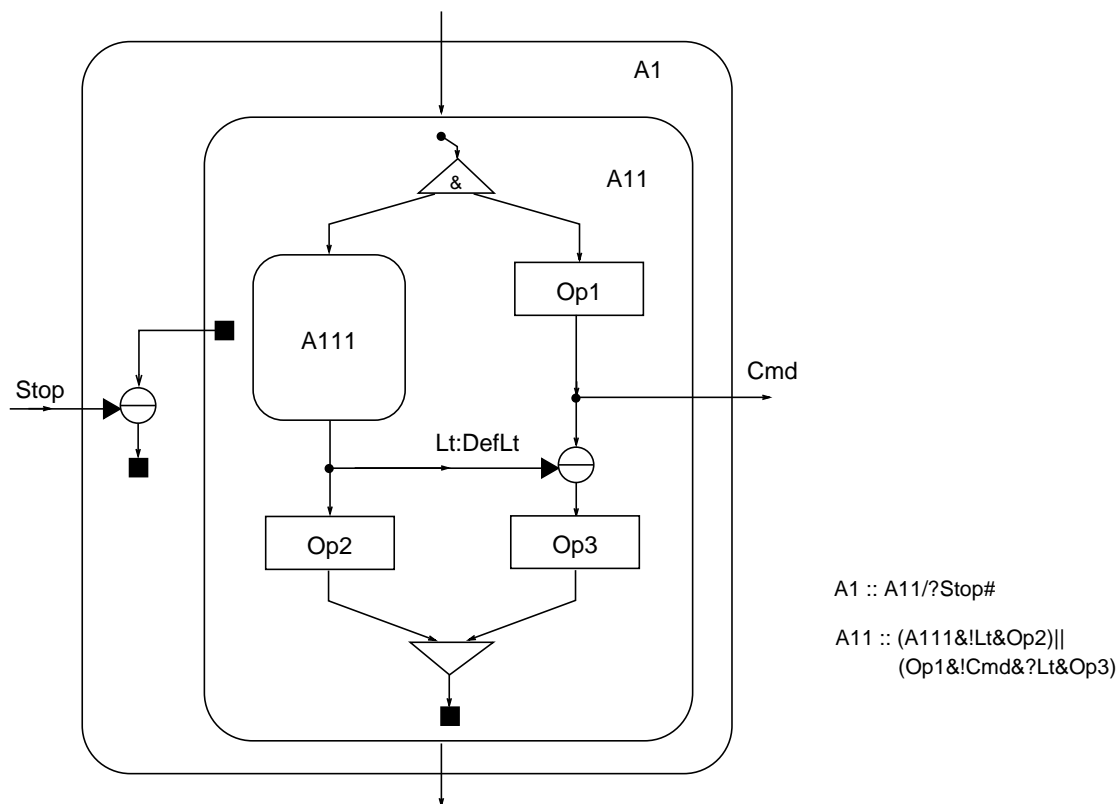 A1
A11
&
Op1
A111
Stop
Cmd
Lt:DefLt
Op2
Op3
A1 :: A11/?Stop#
A11 :: (A111&!Lt&Op2)||
(Op1&!Cmd&?Lt&Op3)